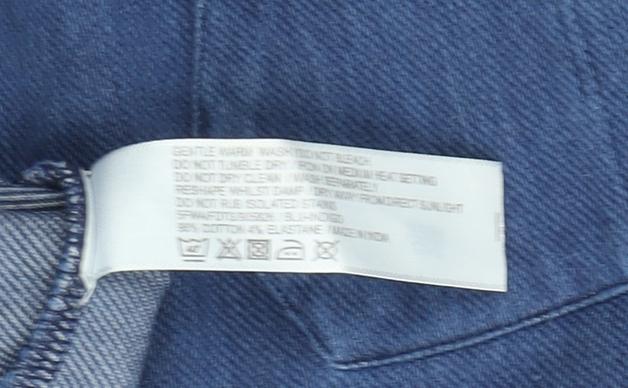 GENTLE WARM WASH DO NOT BLEACH
DO NOT TUMBLE DRY IRON ON MEDIUM HEAT SETTING
DO NOT DRY CLEAN WASH SEPARATELY
RESHAPE WHILST DAMP DRY AWAY FROM DIRECT SUNLIGHT
DO NOT RUB ISOLATED STAINS
INDIGO
COTTON 4% ELASTANE MADE IN INDIA
40